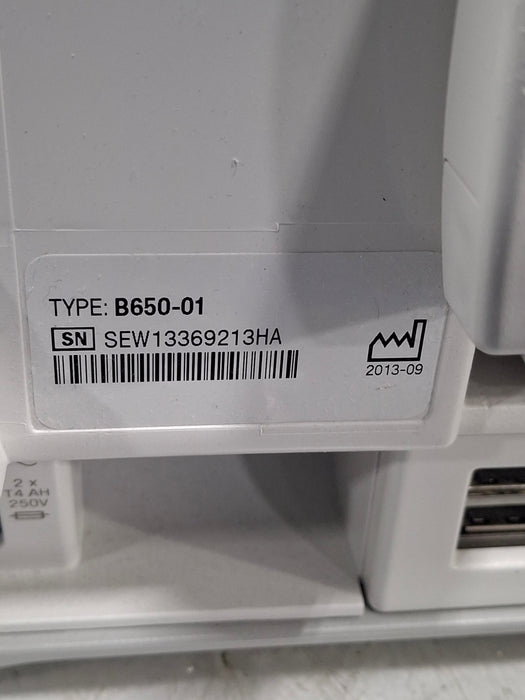 TYPE: B650-01
SN SEW13369213HA
2013-09
2 x
T4 AH
250V